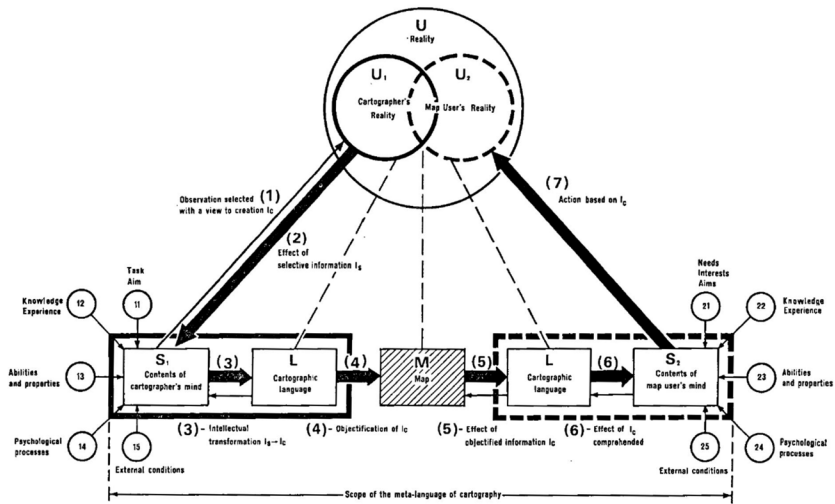 U
Reality
U₁
U₂
Cartographer's
Reality
Map User's Reality
(1)
Observation selected
with a view to creation Ic
(2)
Effect of
selective information Is
(7)
Action based on Ic
Task
Aim
Needs
Interests
Aims
Knowledge
Experience
12
11
21
22
Knowledge
Experience
S₁
Contents of
cartographer's mind
(3)
L
Cartographic
language
(4)
M
Map
(5)
L
Cartographic
language
(6)
S₂
Contents of
map user's mind
Abilities
and properties
13
23
Abilities
and properties
Psychological
processes
14
15
External conditions
(3) - Intellectual
transformation Is→Ic
(4) - Objectification of Ic
(5) - Effect of
objectified information Ic
(6) - Effect of Ic
comprehended
25
External conditions
24
Psychological
processes
Scope of the meta-language of cartography